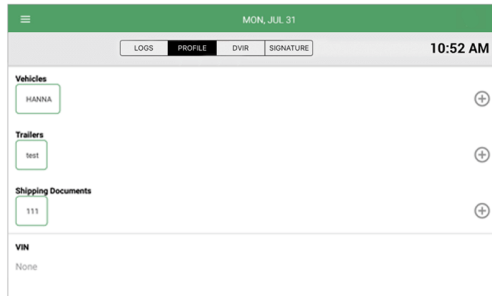 MON, JUL 31
LOGS PROFILE DVIR SIGNATURE 10:52 AM
Vehicles
HANNA
Trailers
test
Shipping Documents
111
VIN
None